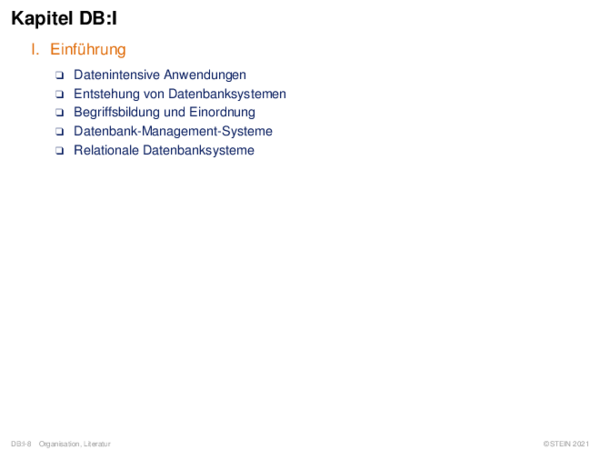 Kapitel DB:I
I. Einführung
❑ Datenintensive Anwendungen
❑ Entstehung von Datenbanksystemen
❑ Begriffsbildung und Einordnung
❑ Datenbank-Management-Systeme
❑ Relationale Datenbanksysteme
DB:I-8 Organisation, Literatur ©STEIN 2021